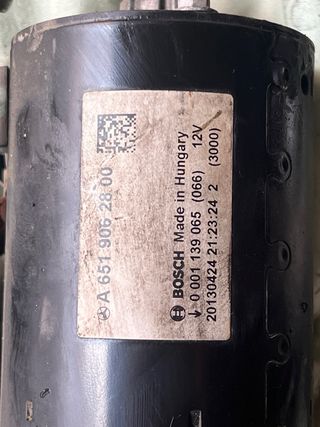 A 651 906 28 00
BOSCH Made in Hungary
0 001 139 065 (066) 12V
20130424 21:23:24 2 (3000)